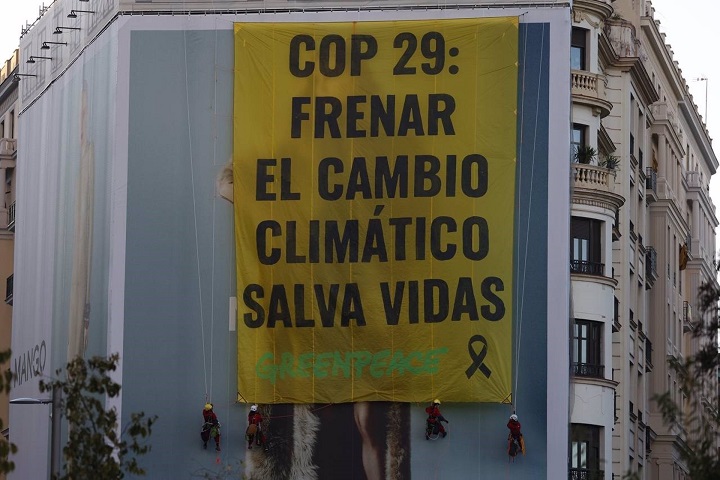 COP 29:
FRENAR
EL CAMBIO
CLIMÁTICO
SALVA VIDAS
GREENPEACE
MANGO